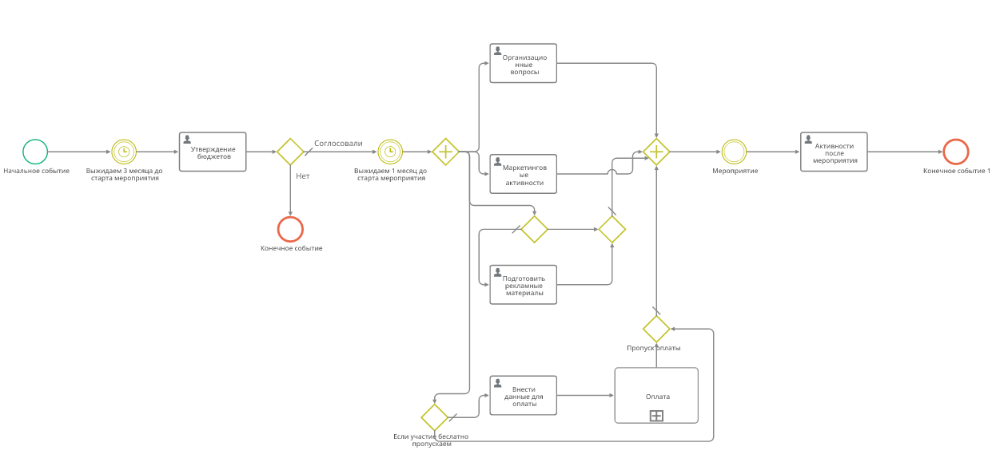 Организацио
нные
вопросы
Согласовали
Утверждение
бюджетов
Активности
после
мероприятия
Начальное событие
Выжидаем 3 месяца до
старта мероприятия
Нет
Выжидаем 1 месяц до
старта мероприятия
Маркетингов
ые
активности
Мероприятие
Конечное событие 1
Конечное событие
Подготовить
рекламные
материалы
Пропуск оплаты
Внести
данные для
оплаты
Оплата
Если участие беслатно
пропускаем